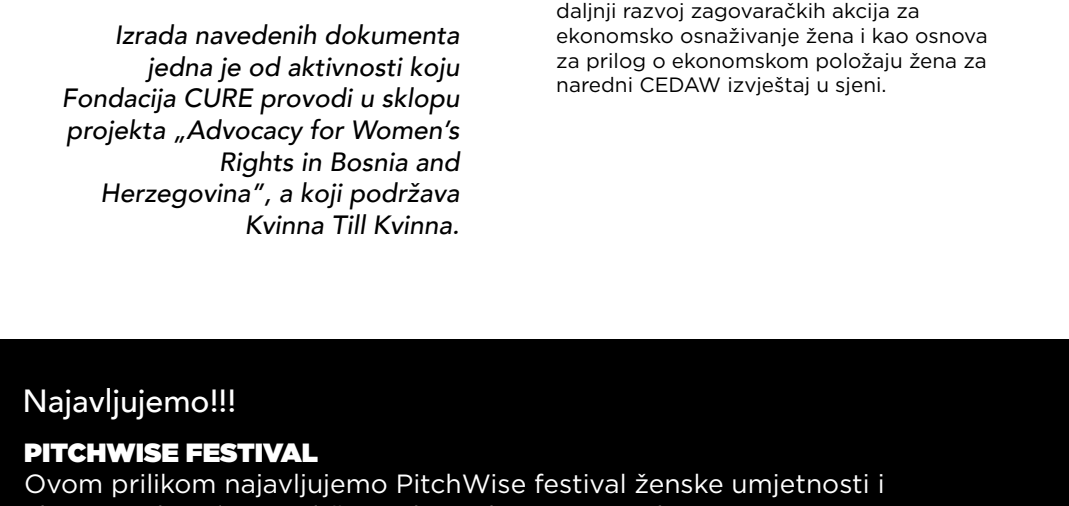 Izrada navedenih dokumenta
jedna je od aktivnosti koju
Fondacija CURE provodi u sklopu
projekta „Advocacy for Women’s
Rights in Bosnia and
Herzegovina”, a koji podržava
Kvinna Till Kvinna.
daljnji razvoj zagovaračkih akcija za
ekonomsko osnaživanje žena i kao osnova
za prilog o ekonomskom položaju žena za
naredni CEDAW izvještaj u sjeni.
Najavljujemo!!!
PITCHWISE FESTIVAL
Ovom prilikom najavljujemo PitchWise festival ženske umjetnosti i